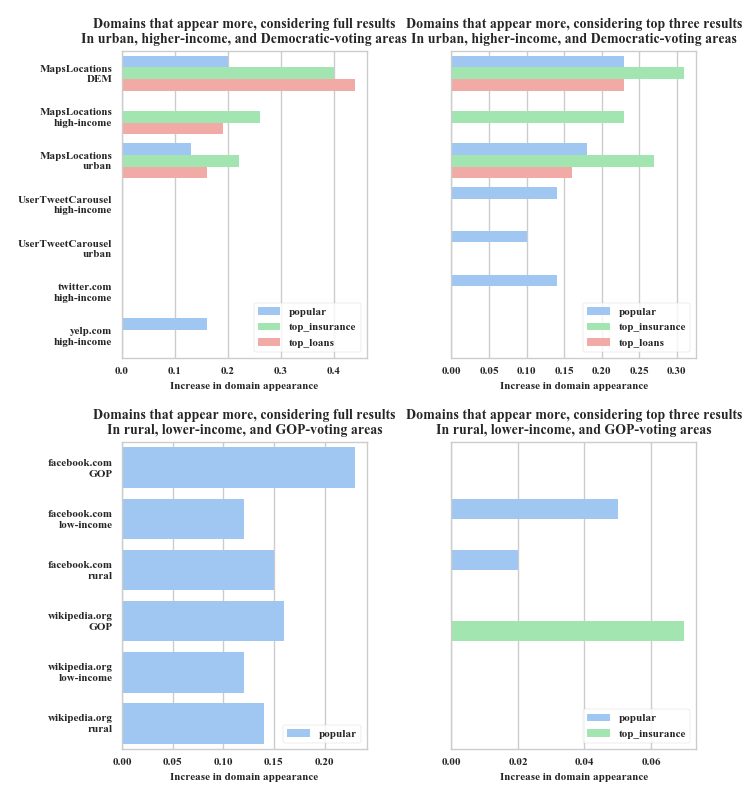 Domains that appear more, considering full results
In urban, higher-income, and Democratic-voting areas
MapsLocations
DEM
MapsLocations
high-income
MapsLocations
urban
UserTweetCarousel
high-income
UserTweetCarousel
urban
twitter.com
high-income
yelp.com
high-income
popular
top_insurance
top_loans
0.0 0.1 0.2 0.3 0.4
Increase in domain appearance
Domains that appear more, considering top three results
In urban, higher-income, and Democratic-voting areas
popular
top_insurance
top_loans
0.00 0.05 0.10 0.15 0.20 0.25 0.30
Increase in domain appearance
Domains that appear more, considering full results
In rural, lower-income, and GOP-voting areas
facebook.com
GOP
facebook.com
low-income
facebook.com
rural
wikipedia.org
GOP
wikipedia.org
low-income
wikipedia.org
rural
popular
0.00 0.05 0.10 0.15 0.20
Increase in domain appearance
Domains that appear more, considering top three results
In rural, lower-income, and GOP-voting areas
popular
top_insurance
0.00 0.02 0.04 0.06
Increase in domain appearance